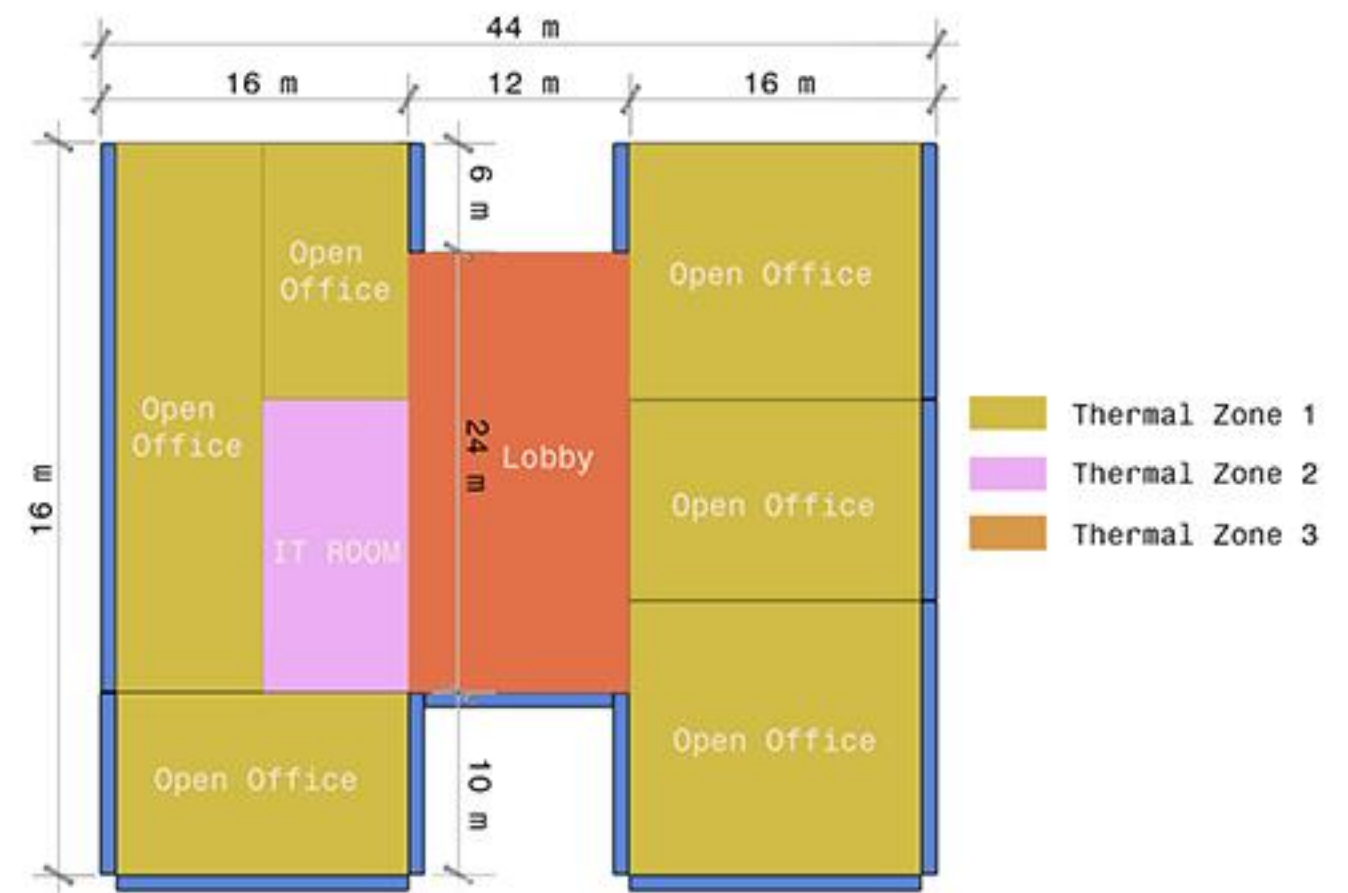 44 m
16 m
12 m
16 m
6 m
Open
Office
Open Office
Open
Office
24 m
Lobby
16 m
Open Office
IT ROOM
Open Office
Open Office
10 m
Thermal Zone 1
Thermal Zone 2
Thermal Zone 3